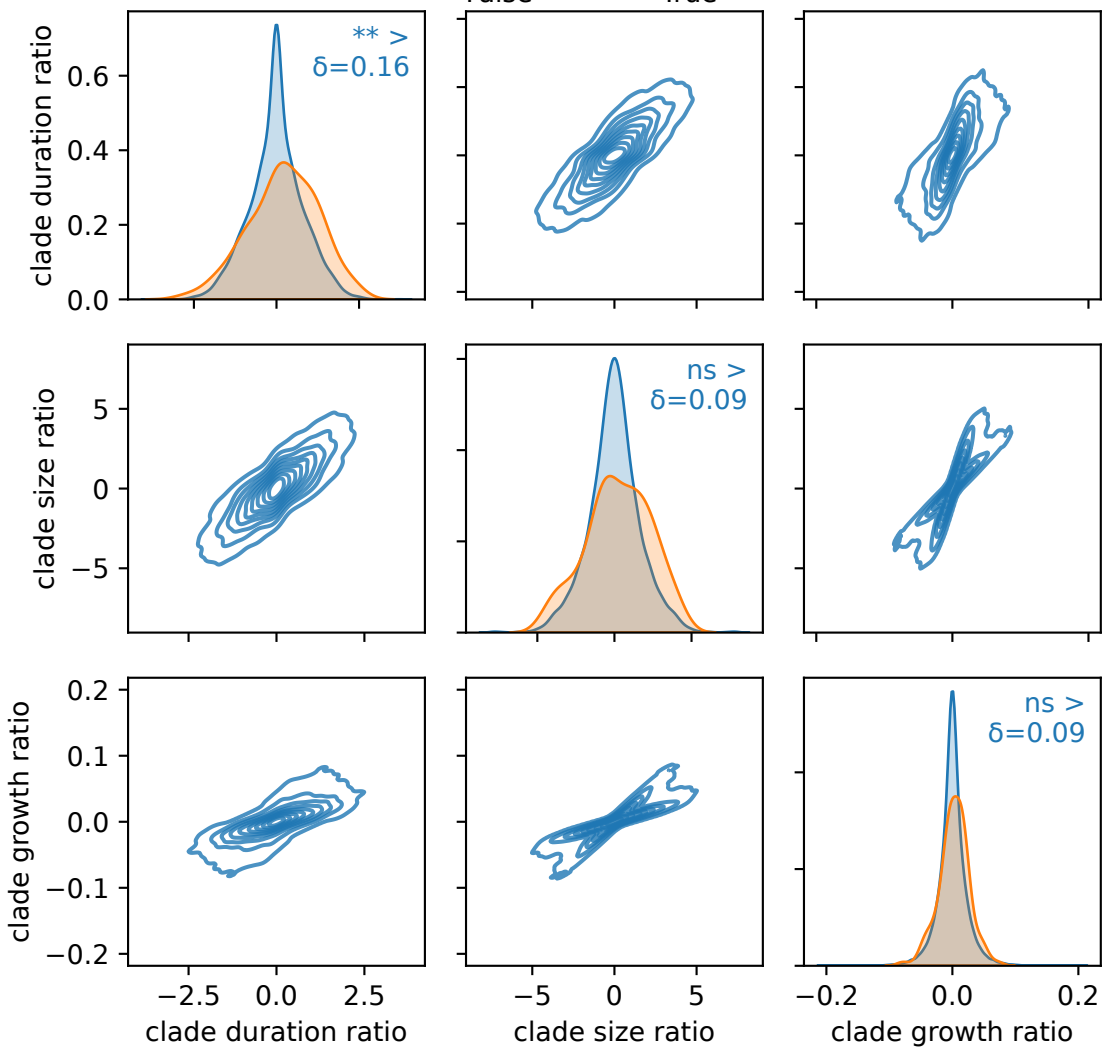 False True
clade duration ratio
0.6
0.4
0.2
0.0
** >
δ=0.16
clade size ratio
5
0
−5
ns >
δ=0.09
clade growth ratio
0.2
0.1
0.0
−0.1
−0.2
ns >
δ=0.09
−2.5 0.0 2.5
−5 0 5
−0.2 0.0 0.2
clade duration ratio
clade size ratio
clade growth ratio